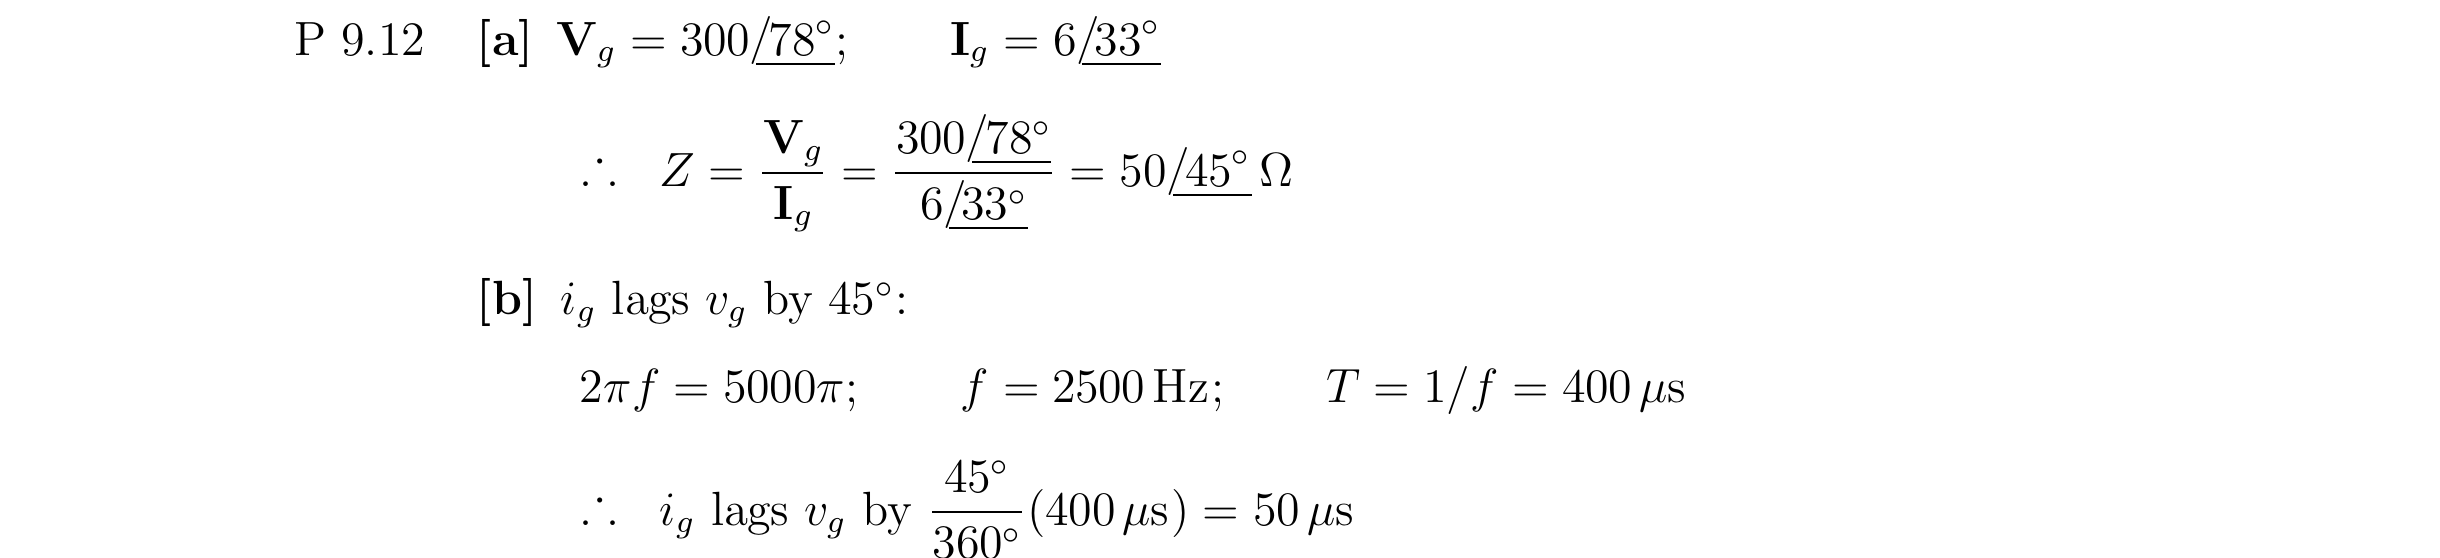 P 9.12 [a] V_g = 300/78°; I_g = 6/33°
∴ Z = V_g/I_g = 300/78° / 6/33° = 50/45° Ω
[b] i_g lags v_g by 45°:
2πf = 5000π; f = 2500 Hz; T = 1/f = 400 μs
∴ i_g lags v_g by 45°/360° (400 μs) = 50 μs